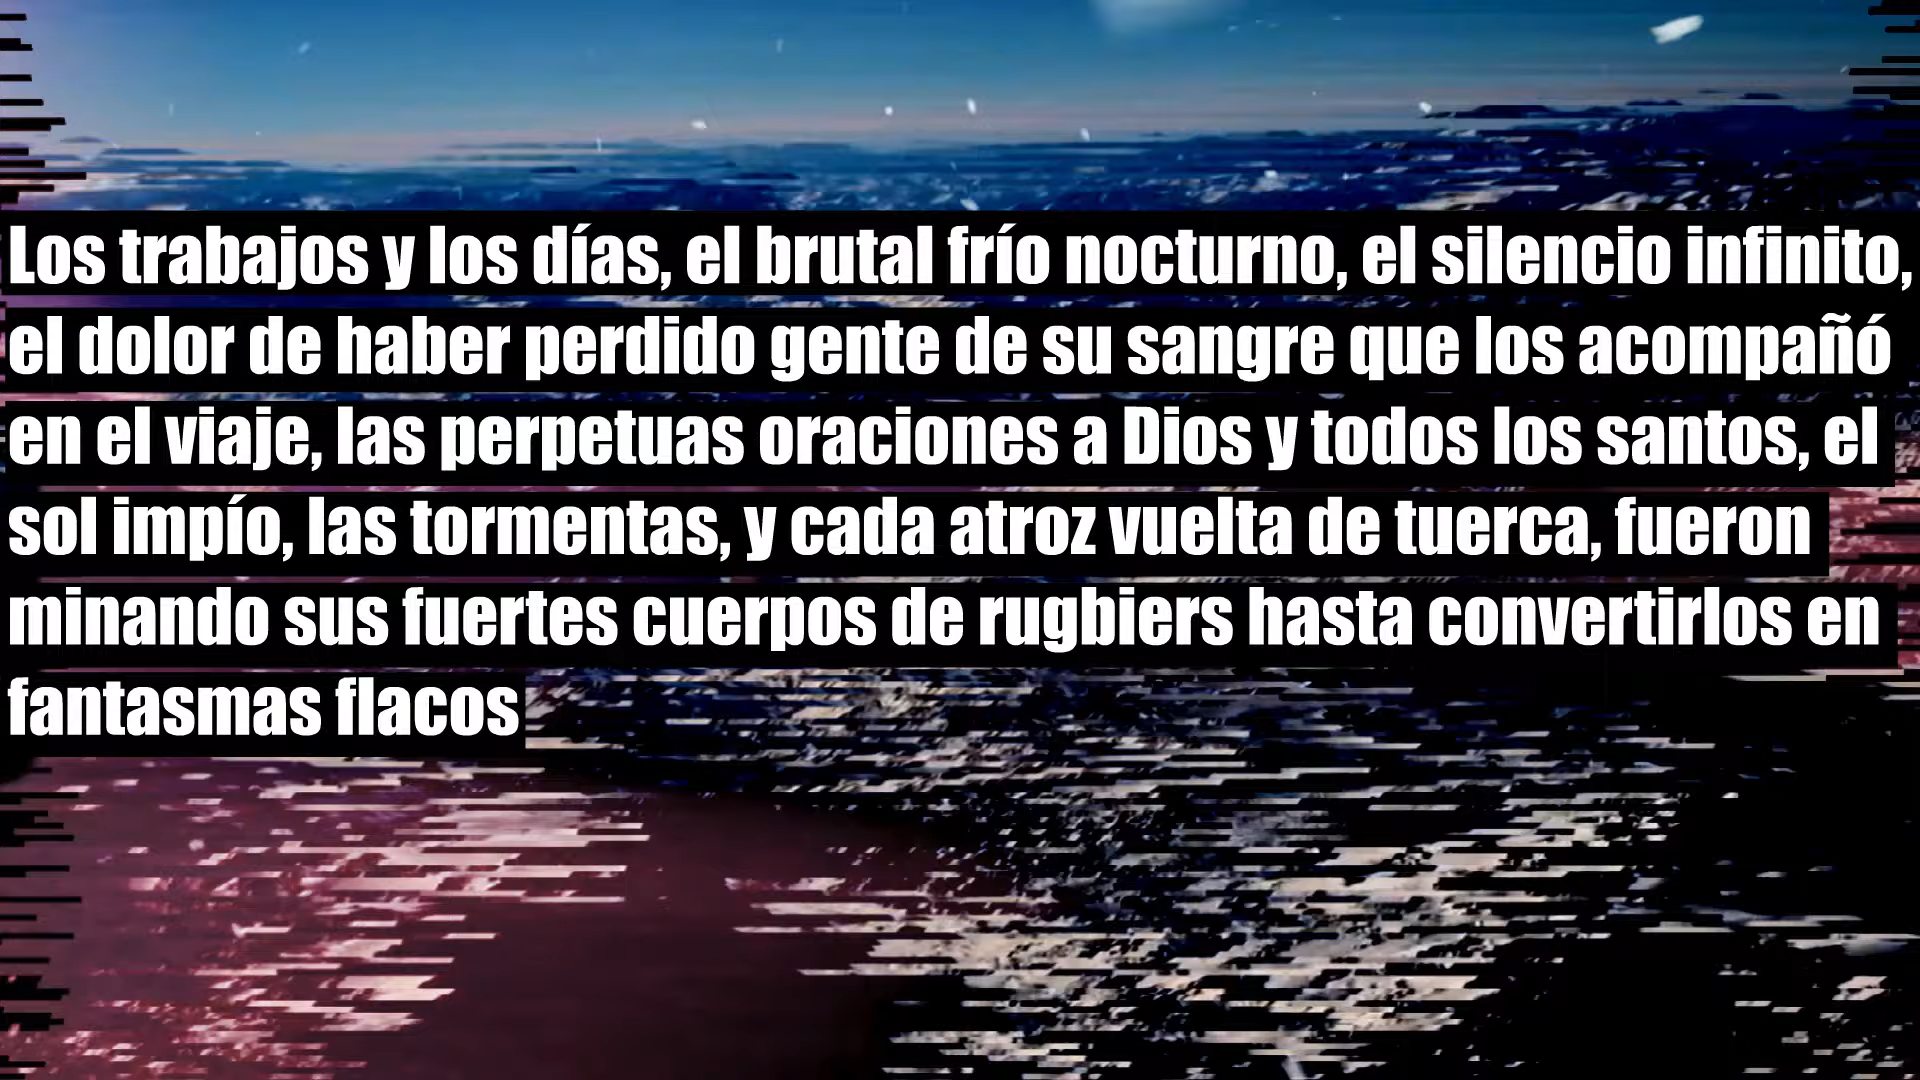 Los trabajos y los días, el brutal frío nocturno, el silencio infinito,
el dolor de haber perdido gente de su sangre que los acompañó
en el viaje, las perpetuas oraciones a Dios y todos los santos, el
sol impío, las tormentas, y cada atroz vuelta de tuerca, fueron
minando sus fuertes cuerpos de rugbiers hasta convertirlos en
fantasmas flacos